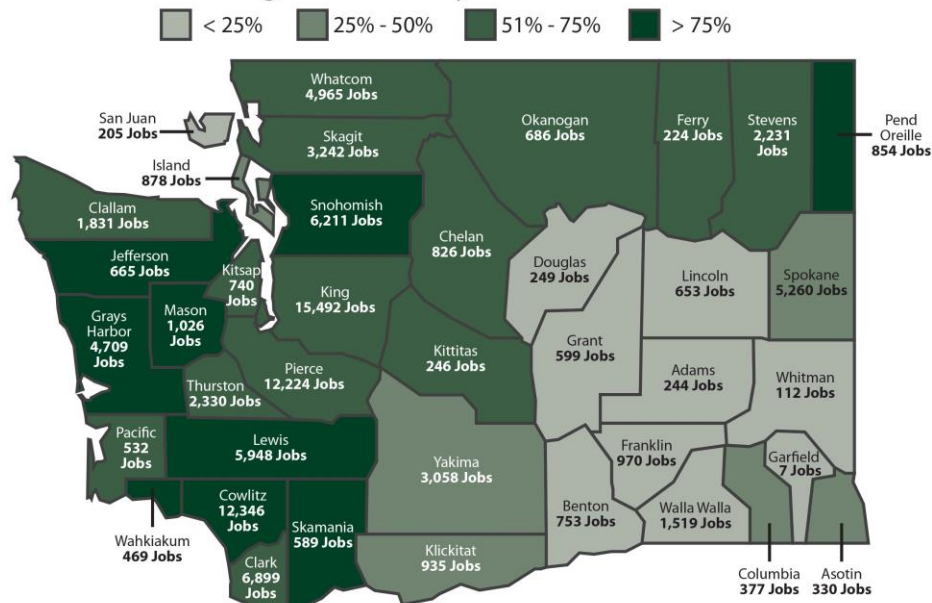 < 25%
25% - 50%
51% - 75%
> 75%
Whatcom
4,965 Jobs
San Juan
205 Jobs
Skagit
3,242 Jobs
Okanogan
686 Jobs
Ferry
224 Jobs
Stevens
2,231
Jobs
Pend
Oreille
854 Jobs
Island
878 Jobs
Snohomish
6,211 Jobs
Clallam
1,831 Jobs
Chelan
826 Jobs
Jefferson
665 Jobs
Kitsap
740
Jobs
Douglas
249 Jobs
Lincoln
653 Jobs
Spokane
5,260 Jobs
King
15,492 Jobs
Grays
Harbor
4,709
Jobs
Mason
1,026
Jobs
Grant
599 Jobs
Kittitas
246 Jobs
Adams
244 Jobs
Whitman
112 Jobs
Pierce
12,224 Jobs
Thurston
2,330 Jobs
Pacific
532
Jobs
Lewis
5,948 Jobs
Yakima
3,058 Jobs
Franklin
970 Jobs
Garfield
7 Jobs
Benton
753 Jobs
Walla Walla
1,519 Jobs
Cowlitz
12,346
Jobs
Skamania
589 Jobs
Wahkiakum
469 Jobs
Clark
6,899
Jobs
Klickitat
935 Jobs
Columbia
377 Jobs
Asotin
330 Jobs